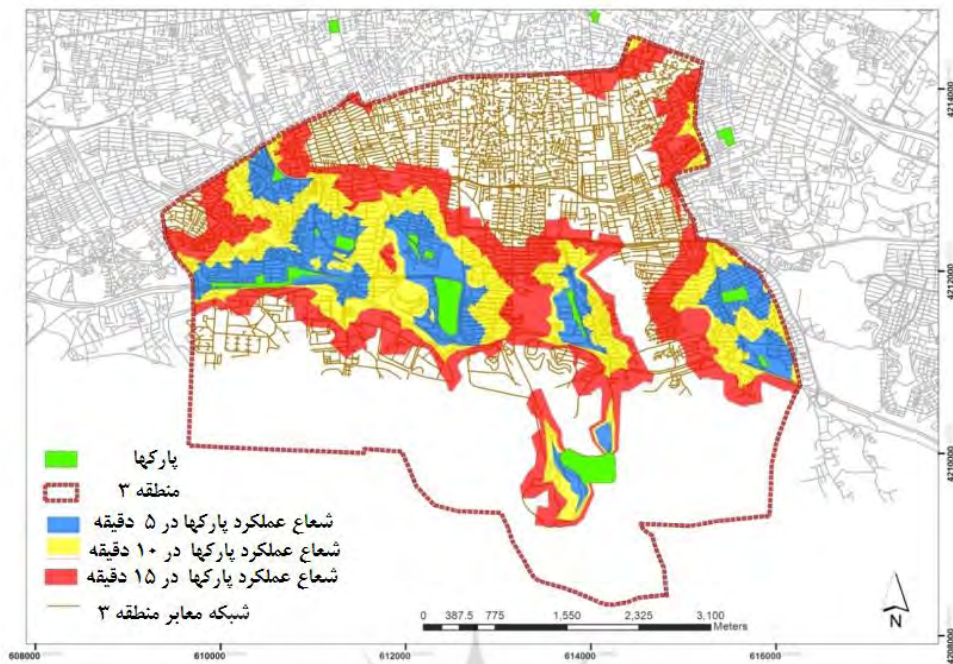 4214000
4212000
4210000
4208000
پارکها
منطقه ۳
شعاع عملکرد پارکها در ۵ دقیقه
شعاع عملکرد پارکها در ۱۰ دقیقه
شعاع عملکرد پارکها در ۱۵ دقیقه
شبکه معابر منطقه ۳
0 387.5 775 1,550 2,325 3,100
Meters
N
608000 610000 612000 614000 616000